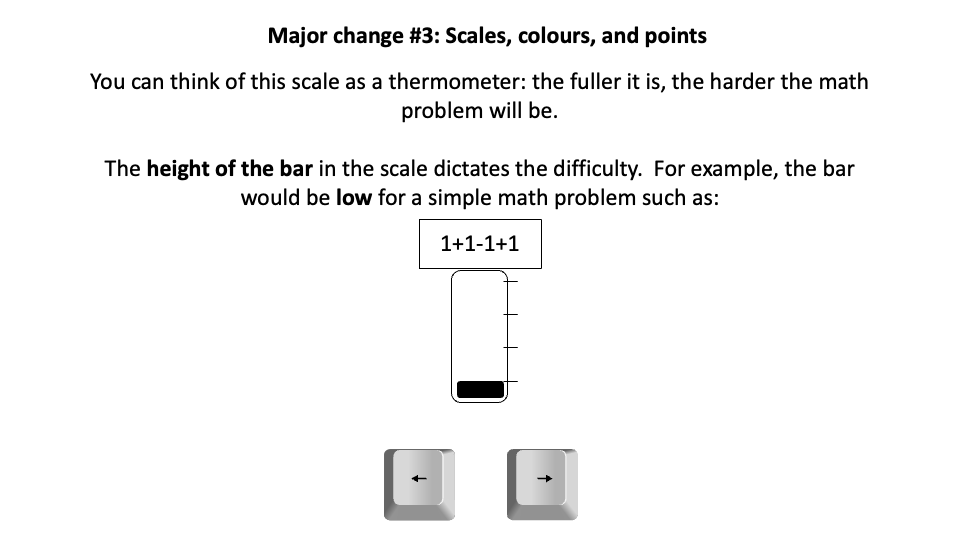 Major change #3: Scales, colours, and points
You can think of this scale as a thermometer: the fuller it is, the harder the math
problem will be.
The height of the bar in the scale dictates the difficulty.  For example, the bar
would be low for a simple math problem such as:
1+1-1+1
← →